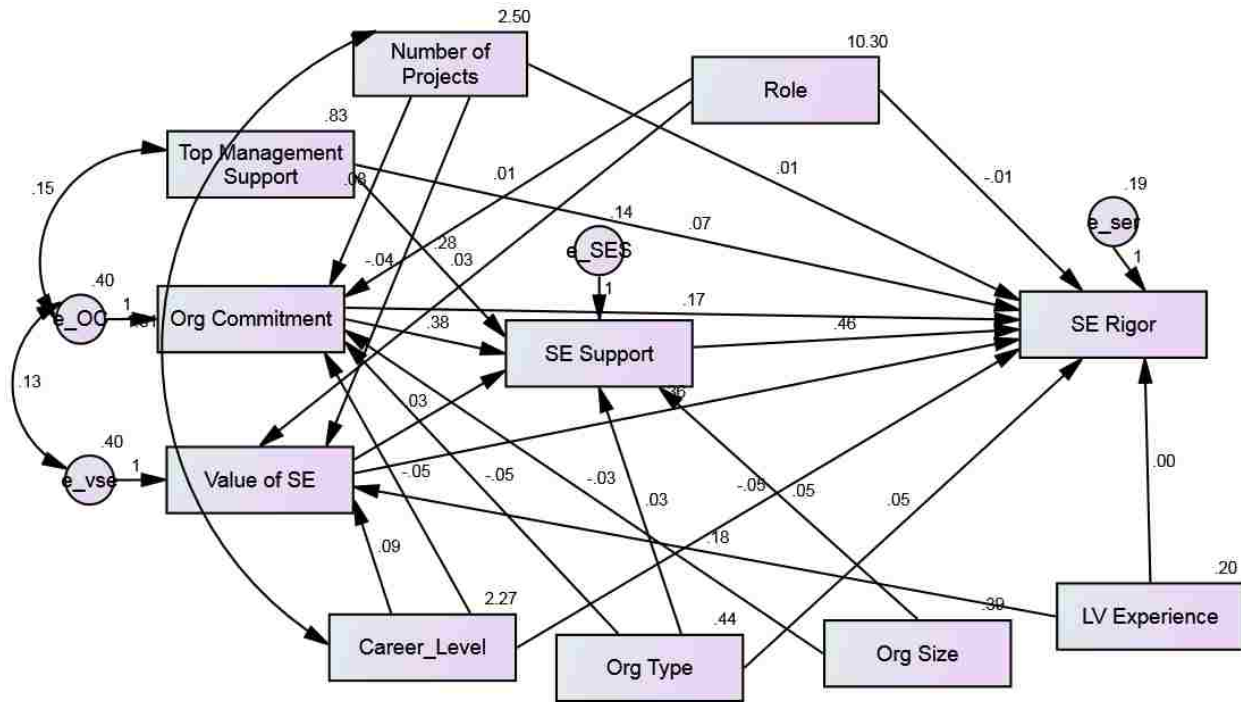 2.50
Number of
Projects
10.30
Role
.83
Top Management
Support
.15
.08
.01
.01
-.01
.14
.07
.19
e_ser
1
.28
-.04
.03
e_SES
1
.40
e_OC
1
Org Commitment
.38
.17
.46
SE Support
SE Rigor
.13
.40
e_vse
1
Value of SE
.03
.36
-.05
-.05
-.03
.03
-.05
.05
.05
.00
.09
.18
2.27
Career_Level
.44
Org Type
.39
Org Size
.20
LV Experience